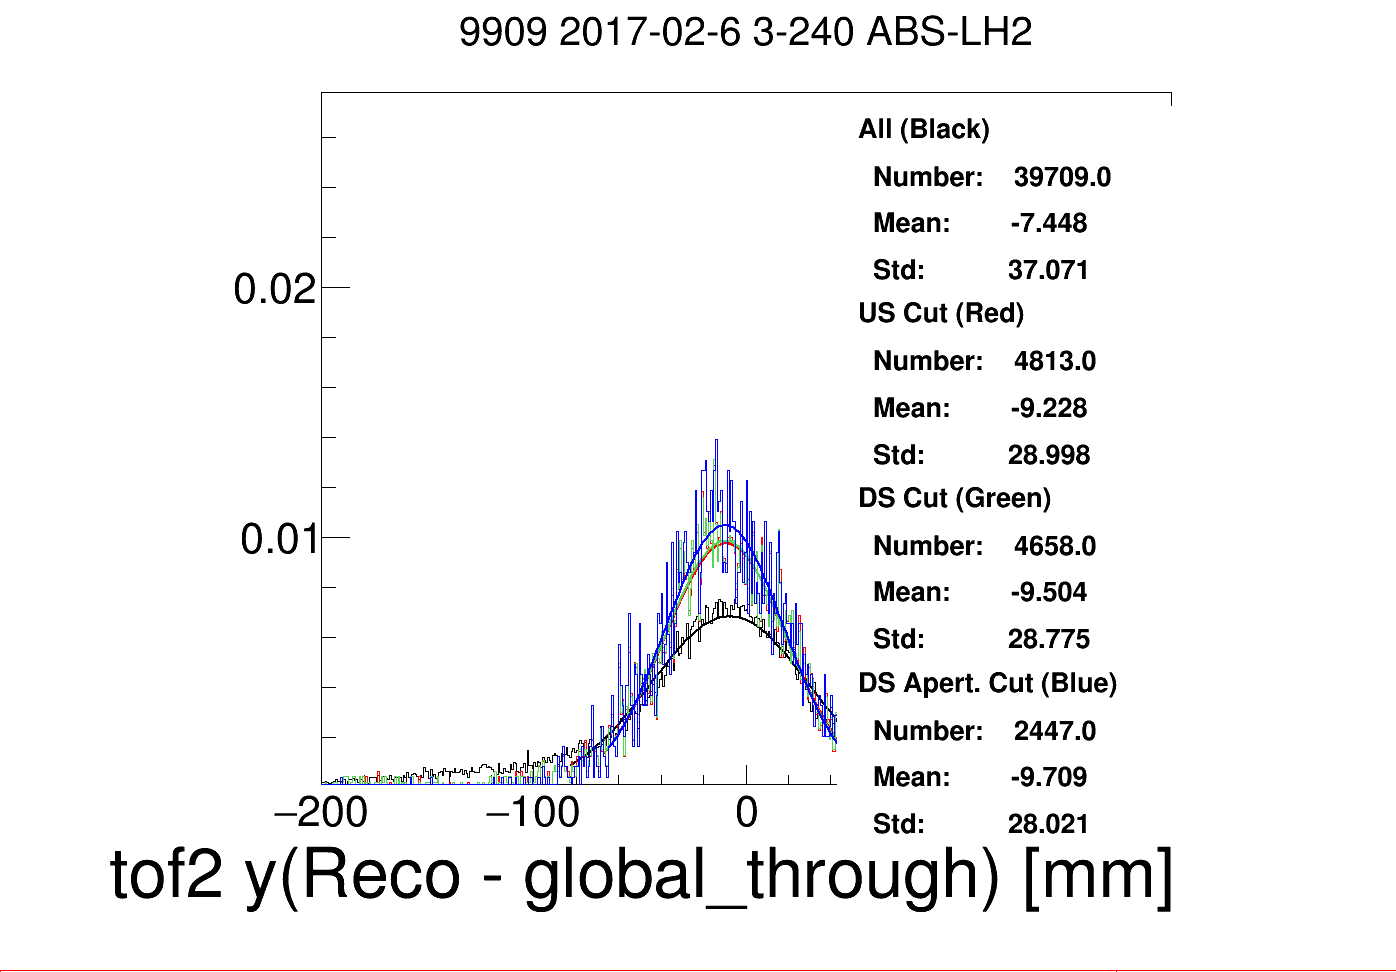 9909 2017-02-6 3-240 ABS-LH2
All (Black)
Number: 39709.0
Mean: -7.448
Std: 37.071
US Cut (Red)
Number: 4813.0
Mean: -9.228
Std: 28.998
DS Cut (Green)
Number: 4658.0
Mean: -9.504
Std: 28.775
DS Apert. Cut (Blue)
Number: 2447.0
Mean: -9.709
Std: 28.021
0.02
0.01
−200 −100 0
tof2 y(Reco - global_through) [mm]